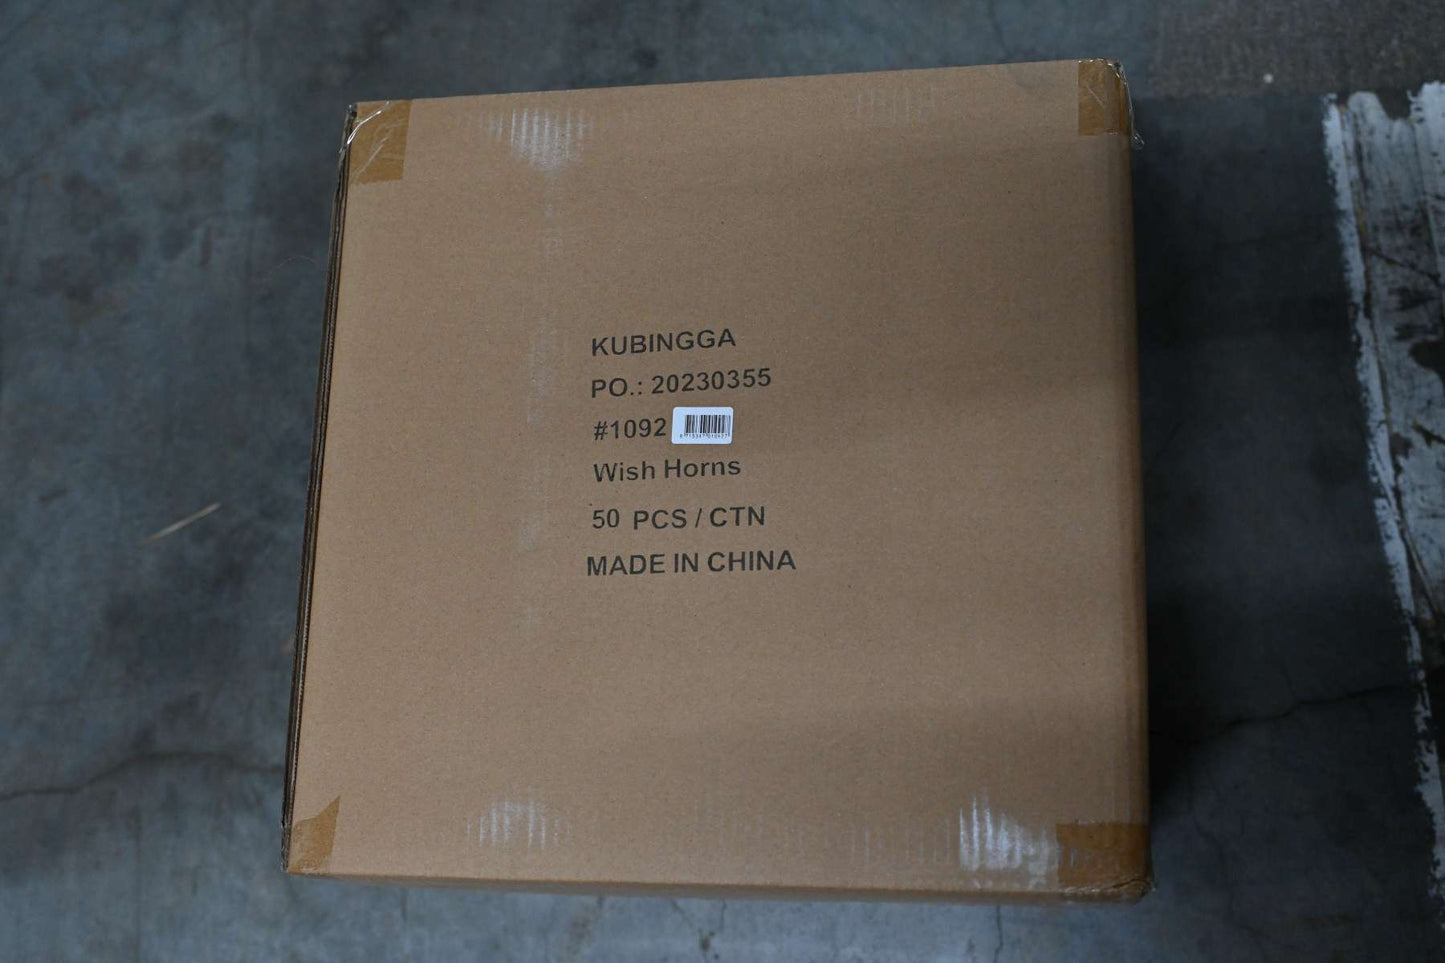 KUBINGGA
PO.: 20230355
#1092
Wish Horns
50 PCS / CTN
MADE IN CHINA